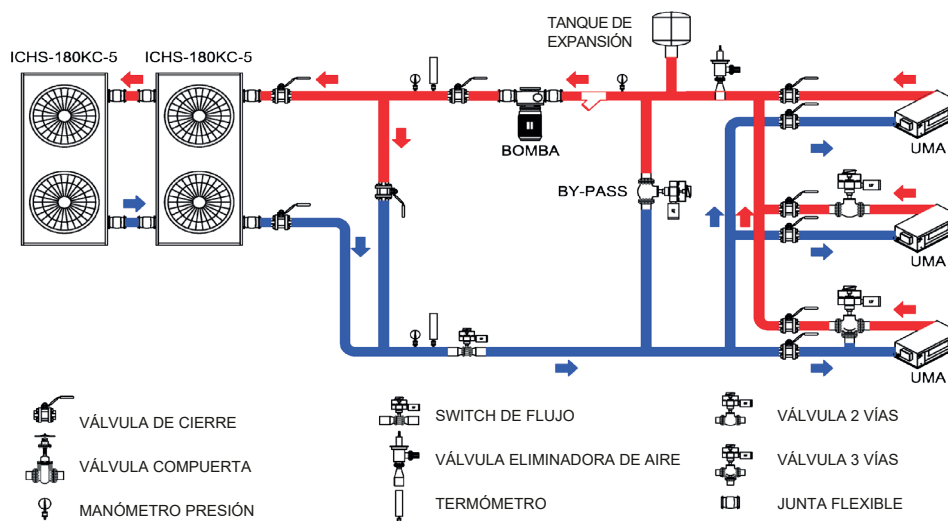 TANQUE DE
EXPANSIÓN
ICHS-180KC-5
ICHS-180KC-5
BOMBA
BY-PASS
UMA
UMA
UMA
VÁLVULA DE CIERRE
SWITCH DE FLUJO
VÁLVULA 2 VÍAS
VÁLVULA COMPUERTA
VÁLVULA ELIMINADORA DE AIRE
VÁLVULA 3 VÍAS
MANÓMETRO PRESIÓN
TERMÓMETRO
JUNTA FLEXIBLE